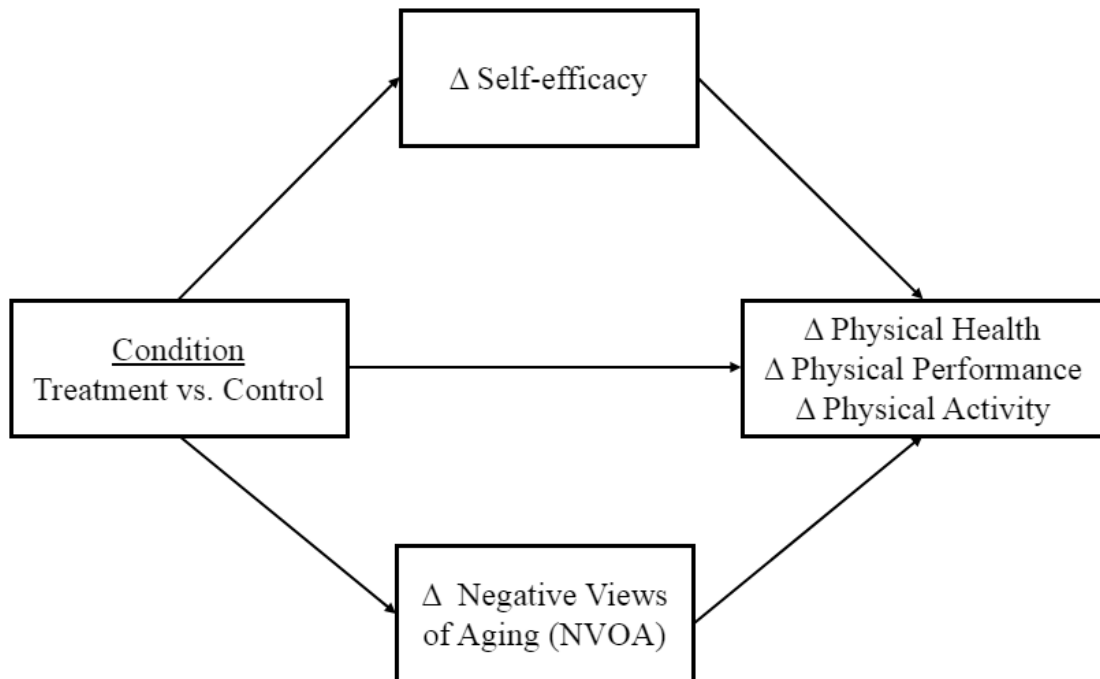 Δ Self-efficacy
Condition
Treatment vs. Control
Δ Physical Health
Δ Physical Performance
Δ Physical Activity
Δ Negative Views
of Aging (NVOA)